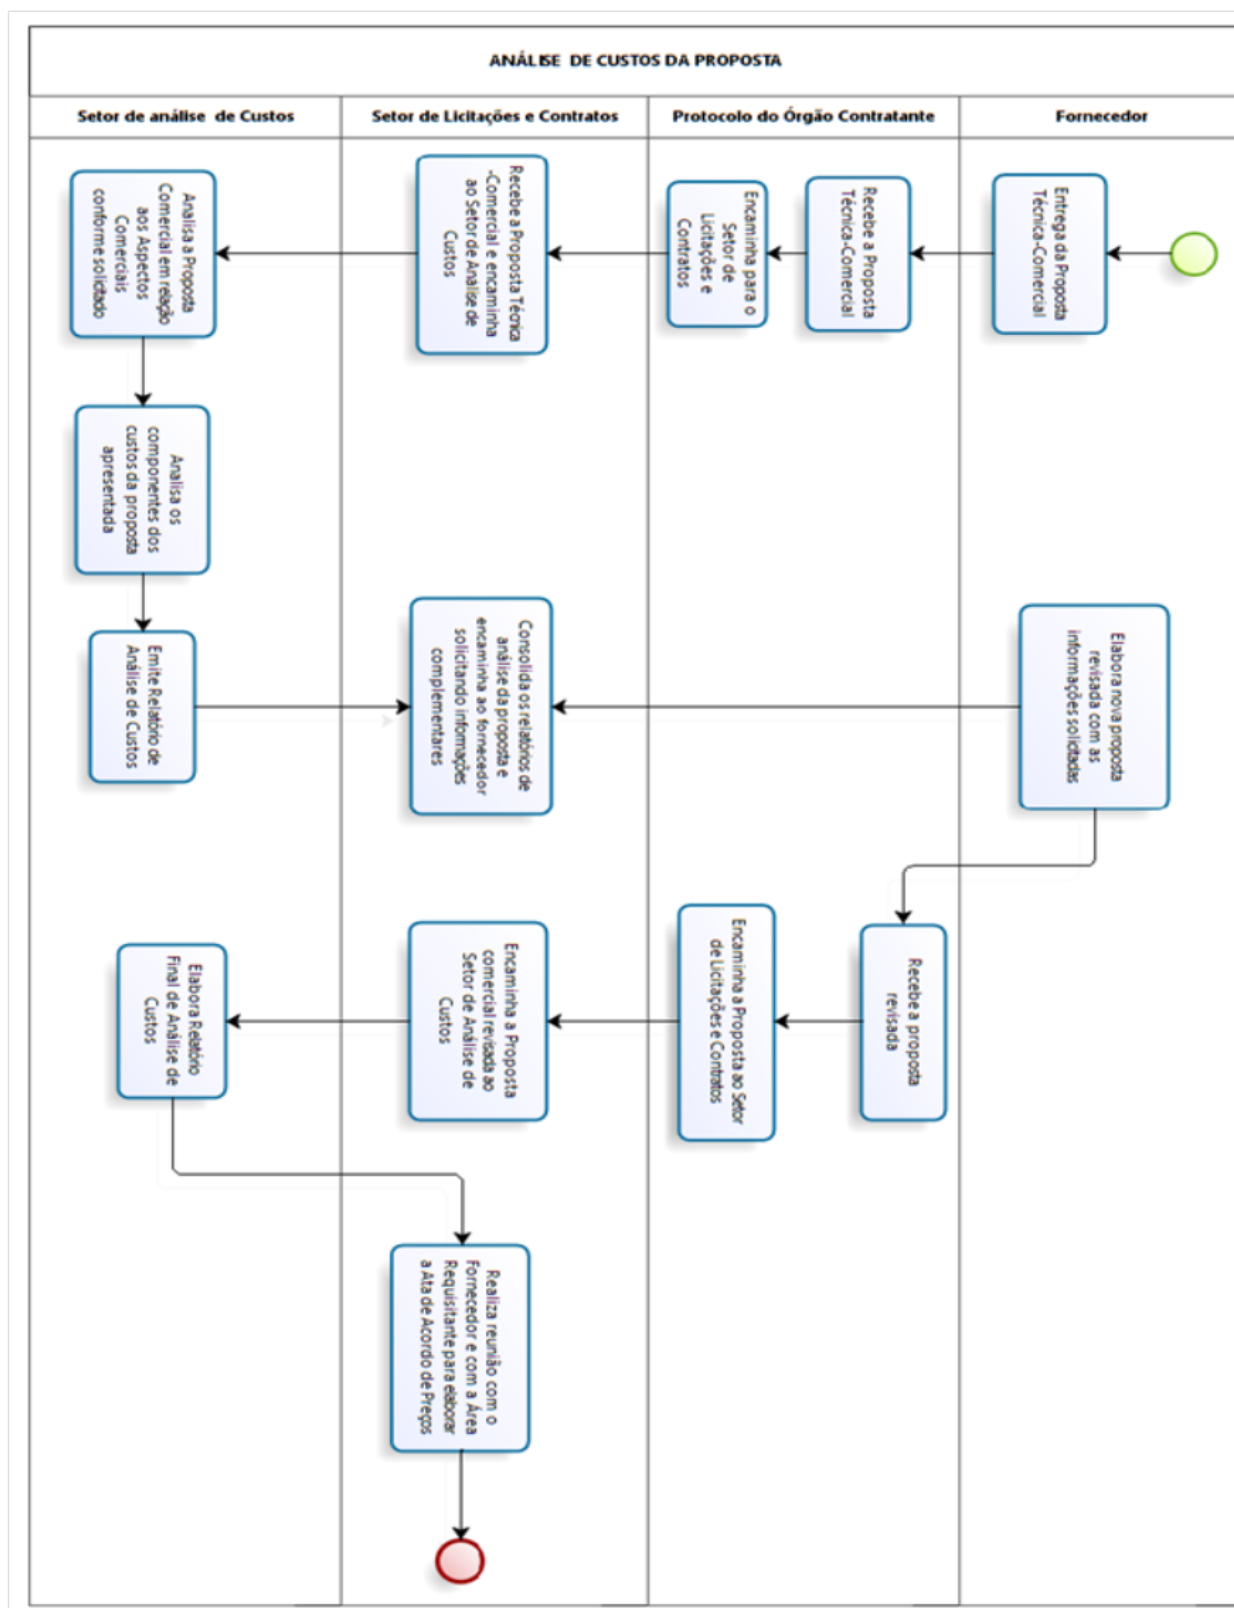 ANÁLISE DE CUSTOS DA PROPOSTA
Setor de análise de Custos
Setor de Licitações e Contratos
Protocolo do Órgão Contratante
Fornecedor
Entrega da Proposta
Técnica-Comercial
Recebe a Proposta
Técnica-Comercial
Encaminha para o
Setor de
Licitações e
Contratos
Recebe a Proposta Técnica
-Comercial e encaminha
ao Setor de Analise de
Custos
Analisa a Proposta
Comercial em relação
aos Aspectos
Comerciais
conforme solicitado
Analisa os
componentes dos
custos da proposta
apresentada
Emite Relatório de
Análise de Custos
Consolida os relatórios de
análise da proposta e
encaminha ao fornecedor
solicitando informações
complementares
Elabora nova proposta
revisada com as
informações solicitadas
Recebe a proposta
revisada
Encaminha a Proposta ao Setor
de Licitações e Contratos
Encaminha a Proposta
comercial revisada ao
Setor de Análise de
Custos
Elabora Relatório
Final de Análise de
Custos
Realiza reunião com o
Fornecedor e com a Área
Requisitante para elaborar
a Ata de Acordo de Preços